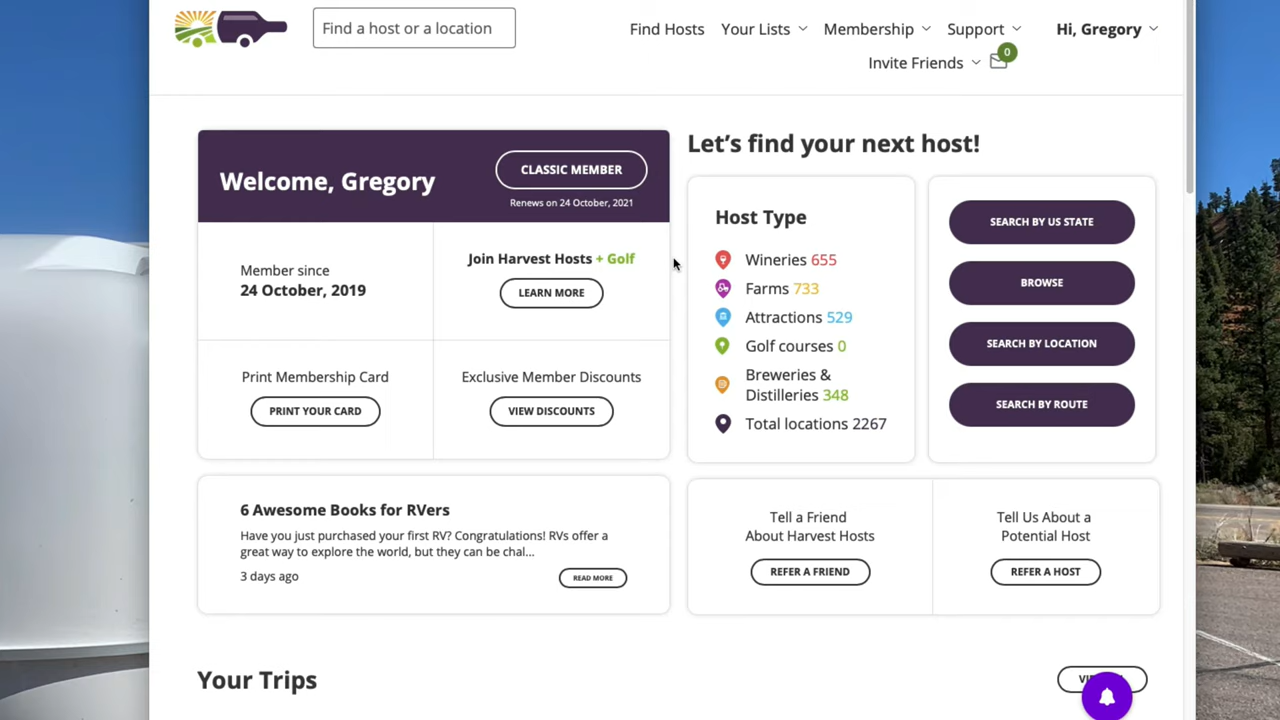 Find a host or a location
Find Hosts
Your Lists
Membership
Support
Hi, Gregory
Invite Friends
0
Welcome, Gregory
CLASSIC MEMBER
Renews on 24 October, 2021
Member since
24 October, 2019
Join Harvest Hosts + Golf
LEARN MORE
Print Membership Card
PRINT YOUR CARD
Exclusive Member Discounts
VIEW DISCOUNTS
6 Awesome Books for RVers
Have you just purchased your first RV? Congratulations! RVs offer a
great way to explore the world, but they can be chal...
3 days ago
READ MORE
Let's find your next host!
Host Type
Wineries 655
Farms 733
Attractions 529
Golf courses 0
Breweries &
Distilleries 348
Total locations 2267
SEARCH BY US STATE
BROWSE
SEARCH BY LOCATION
SEARCH BY ROUTE
Tell a Friend
About Harvest Hosts
REFER A FRIEND
Tell Us About a
Potential Host
REFER A HOST
Your Trips